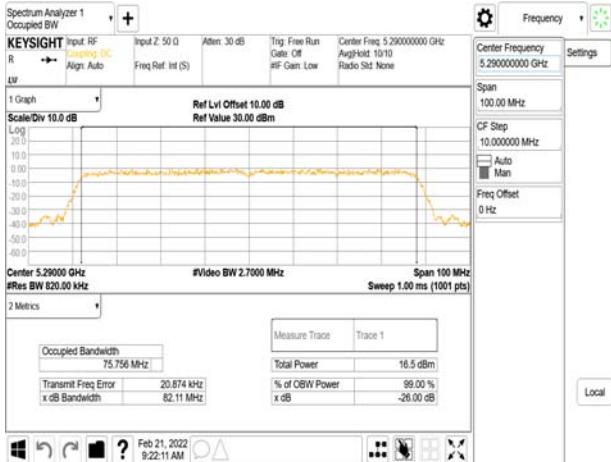 Spectrum Analyzer 1
Occupied BW
Frequency
KEYSIGHT
R
LVI
Input: RF
Coupling: DC
Align: Auto
Input Z: 50 Ω
Freq Ref: Int (S)
Atten: 30 dB
Trig: Free Run
Gate: Off
#IF Gain: Low
Center Freq: 5.290000000 GHz
Avg|Hold: 10/10
Radio Std: None
Center Frequency
5.290000000 GHz
Settings
Span
100.00 MHz
CF Step
10.000000 MHz
Auto
Man
Freq Offset
0 Hz
Local
1 Graph
Scale/Div 10.0 dB
Ref Lvl Offset 10.00 dB
Ref Value 30.00 dBm
Log
20.0
10.0
0.00
-10.0
-20.0
-30.0
-40.0
-50.0
-60.0
Center 5.29000 GHz
#Video BW 2.7000 MHz
Span 100 MHz
#Res BW 820.00 kHz
Sweep 1.00 ms (1001 pts)
2 Metrics
Measure Trace Trace 1
Occupied Bandwidth
75.756 MHz
Total Power 16.5 dBm
Transmit Freq Error 20.874 kHz
% of OBW Power 99.00 %
x dB Bandwidth 82.11 MHz
x dB -26.00 dB
?
Feb 21, 2022
9:22:11 AM